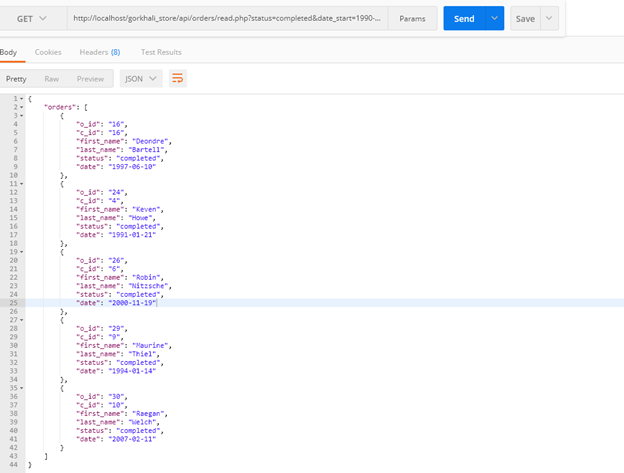 GET http://localhost/gorkhali_store/api/orders/read.php?status=completed&date_start=1990-... Params Send Save
Body Cookies Headers (8) Test Results
Pretty Raw Preview JSON
1 {
2 "orders": [
3 {
4 "o_id": "16",
5 "c_id": "16",
6 "first_name": "Deondre",
7 "last_name": "Bartell",
8 "status": "completed",
9 "date": "1997-06-10"
10 },
11 {
12 "o_id": "24",
13 "c_id": "4",
14 "first_name": "Keven",
15 "last_name": "Howe",
16 "status": "completed",
17 "date": "1991-01-21"
18 },
19 {
20 "o_id": "26",
21 "c_id": "6",
22 "first_name": "Robin",
23 "last_name": "Nitzsche",
24 "status": "completed",
25 "date": "2000-11-19"
26 },
27 {
28 "o_id": "29",
29 "c_id": "9",
30 "first_name": "Maurine",
31 "last_name": "Thiel",
32 "status": "completed",
33 "date": "1994-01-14"
34 },
35 {
36 "o_id": "30",
37 "c_id": "10",
38 "first_name": "Raegan",
39 "last_name": "Welch",
40 "status": "completed",
41 "date": "2007-02-11"
42 }
43 ]
44 }